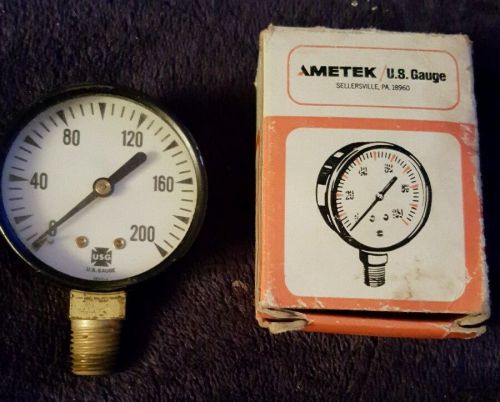 80
120
40
160
0
200
USG
U.S. GAUGE
AMETEK / U.S. Gauge
SELLERSVILLE, PA. 18960